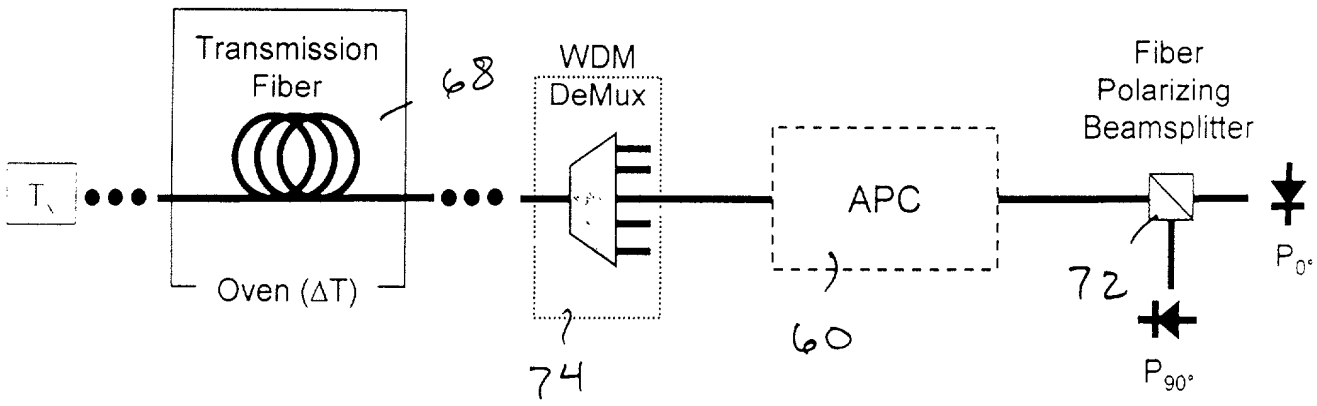 Transmission
Fiber
68
WDM
DeMux
Fiber
Polarizing
Beamsplitter
APC
Oven (ΔT)
72
P0°
74
60
P90°